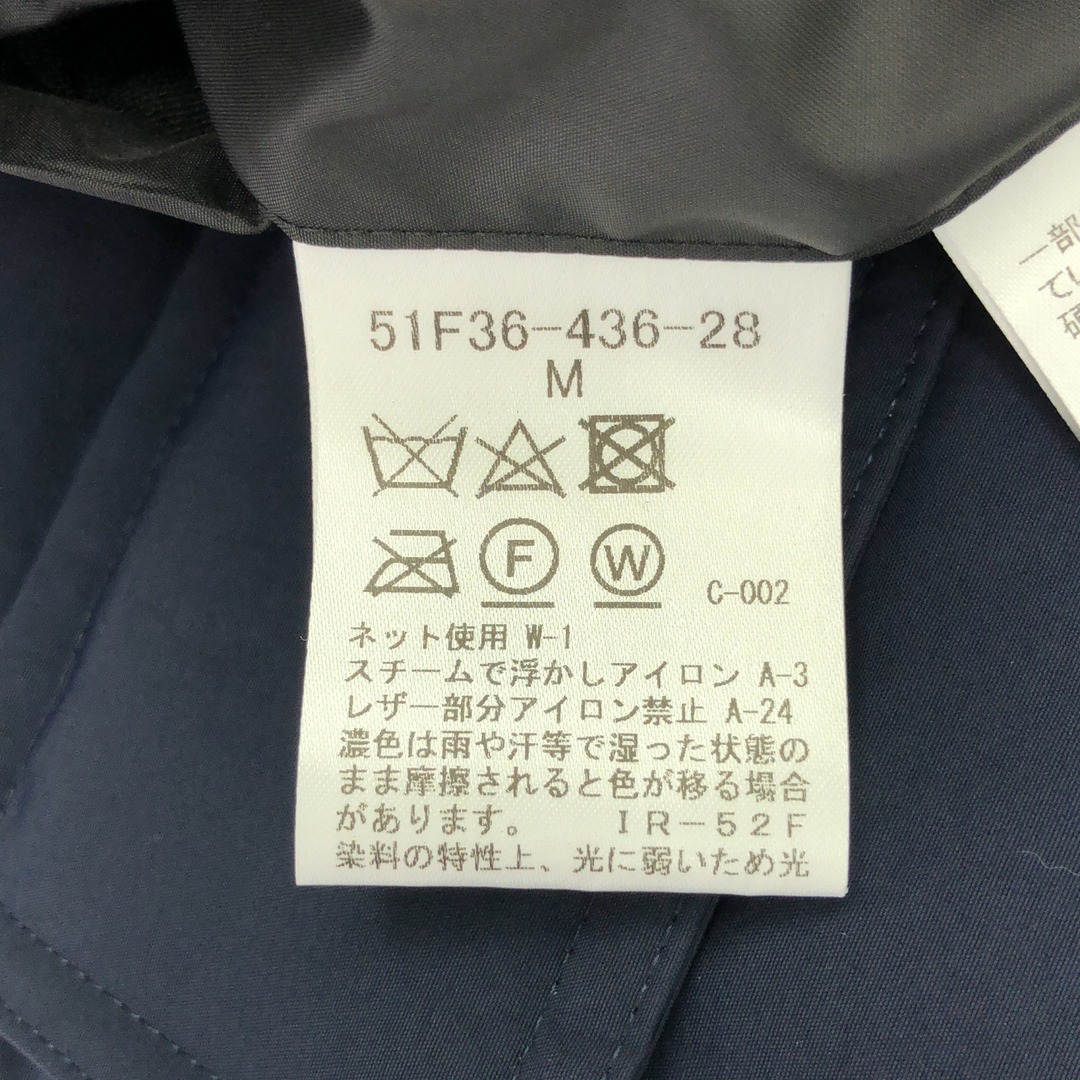 51F36-436-28
M
F W C-002
ネット使用 W-1
スチームで浮かしアイロン A-3
レザー部分アイロン禁止 A-24
濃色は雨や汗等で湿った状態の
まま摩擦されると色が移る場合
があります。 IR-52F
染料の特性上、光に弱いため光
一部
てい